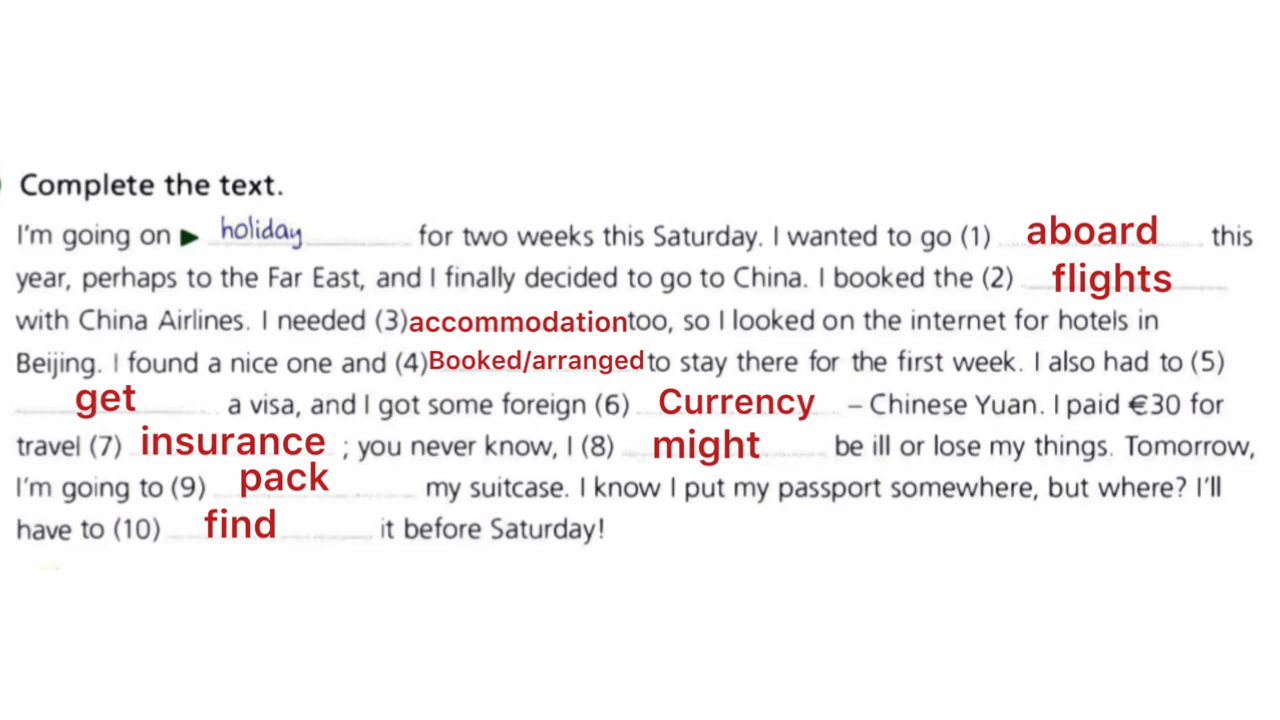 Complete the text.
I'm going on ► holiday for two weeks this Saturday. I wanted to go (1) aboard this
year, perhaps to the Far East, and I finally decided to go to China. I booked the (2) flights
with China Airlines. I needed (3) accommodation too, so I looked on the internet for hotels in
Beijing. I found a nice one and (4) Booked/arranged to stay there for the first week. I also had to (5)
get a visa, and I got some foreign (6) Currency – Chinese Yuan. I paid €30 for
travel (7) insurance ; you never know, I (8) might be ill or lose my things. Tomorrow,
I'm going to (9) pack my suitcase. I know I put my passport somewhere, but where? I'll
have to (10) find it before Saturday!